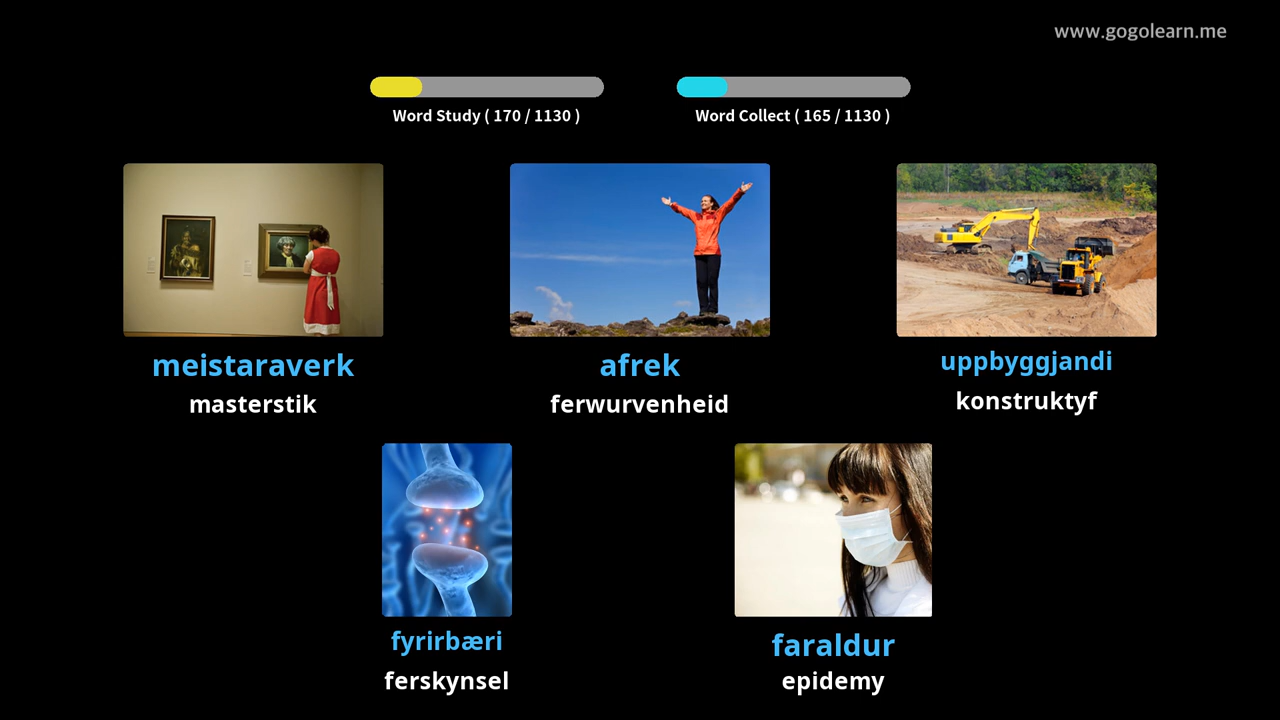 www.gogolearn.me
Word Study ( 170 / 1130 )
Word Collect ( 165 / 1130 )
meistaraverk
masterstik
afrek
ferwurvenheid
uppbyggjandi
konstruktyf
fyrirbæri
ferskynsel
faraldur
epidemy